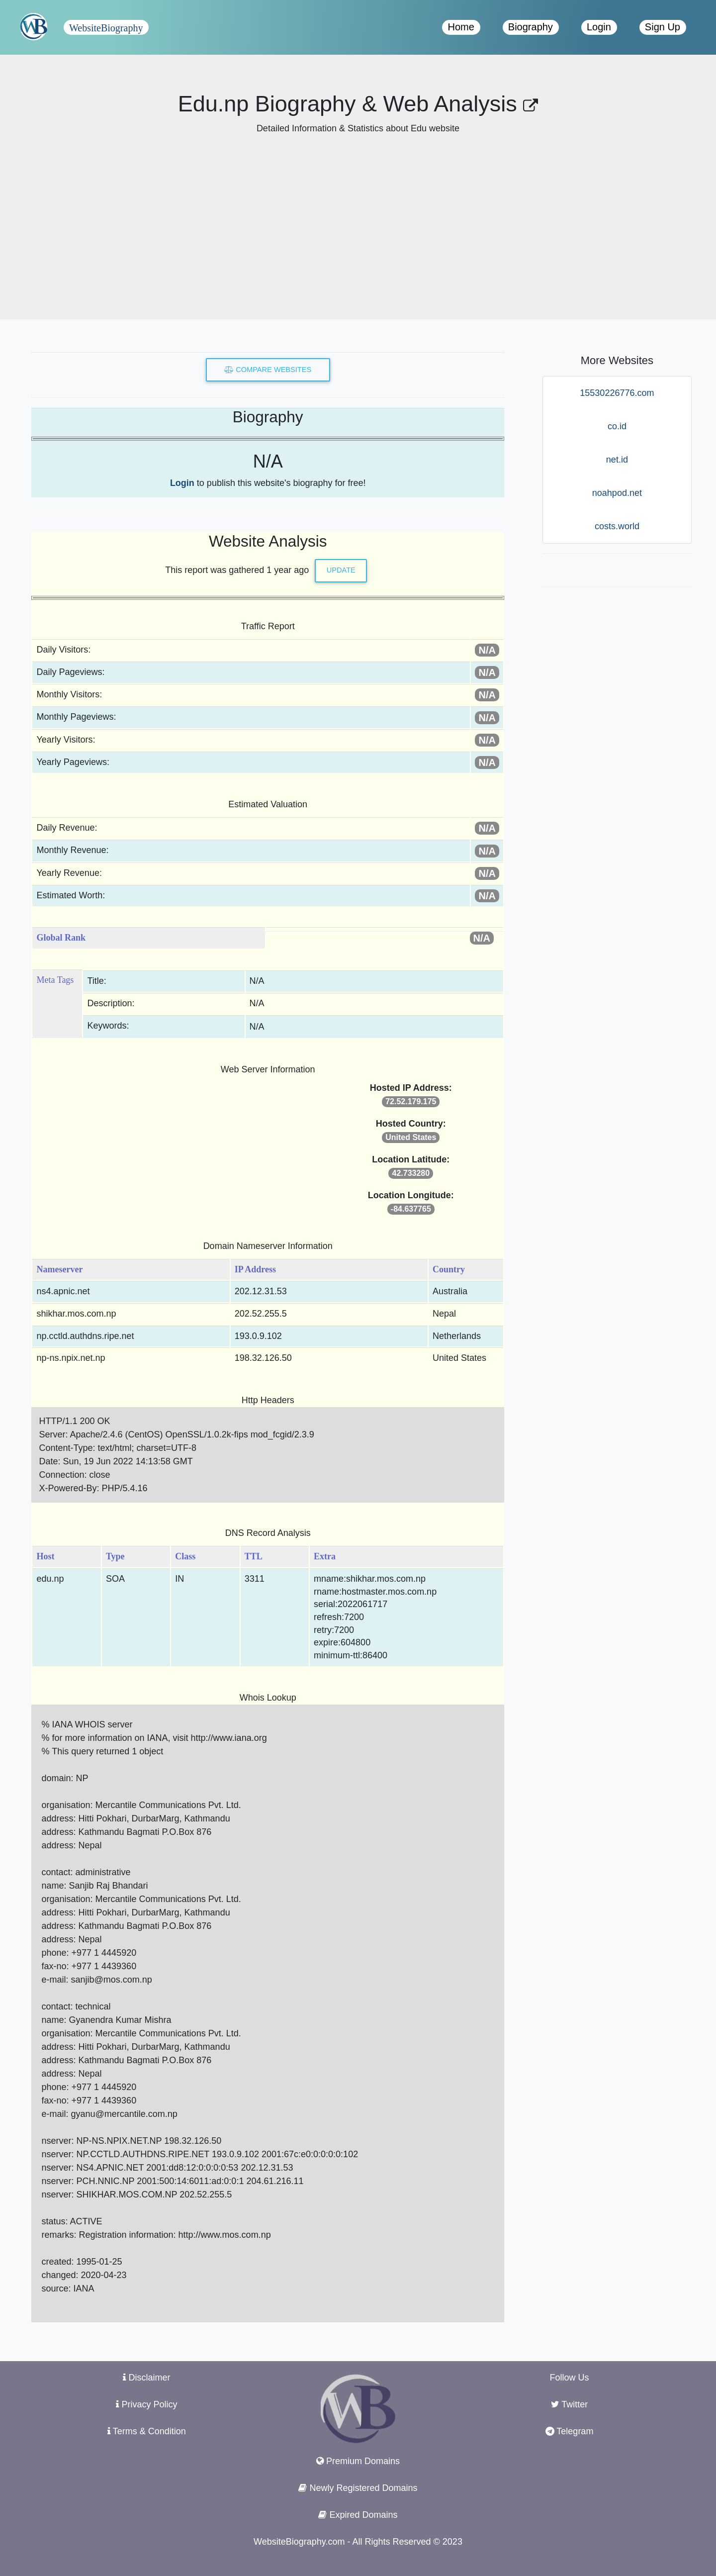 WB WebsiteBiography Home Biography Login Sign Up
Edu.np Biography & Web Analysis
Detailed Information & Statistics about Edu website
COMPARE WEBSITES
Biography
N/A
Login to publish this website's biography for free!
Website Analysis
This report was gathered 1 year ago UPDATE
Traffic Report
Daily Visitors: N/A
Daily Pageviews: N/A
Monthly Visitors: N/A
Monthly Pageviews: N/A
Yearly Visitors: N/A
Yearly Pageviews: N/A
Estimated Valuation
Daily Revenue: N/A
Monthly Revenue: N/A
Yearly Revenue: N/A
Estimated Worth: N/A
Global Rank N/A
Meta Tags Title: N/A
Description: N/A
Keywords: N/A
Web Server Information
Hosted IP Address:
72.52.179.175
Hosted Country:
United States
Location Latitude:
42.733280
Location Longitude:
-84.637765
Domain Nameserver Information
Nameserver IP Address Country
ns4.apnic.net 202.12.31.53 Australia
shikhar.mos.com.np 202.52.255.5 Nepal
np.cctld.authdns.ripe.net 193.0.9.102 Netherlands
np-ns.npix.net.np 198.32.126.50 United States
Http Headers
HTTP/1.1 200 OK
Server: Apache/2.4.6 (CentOS) OpenSSL/1.0.2k-fips mod_fcgid/2.3.9
Content-Type: text/html; charset=UTF-8
Date: Sun, 19 Jun 2022 14:13:58 GMT
Connection: close
X-Powered-By: PHP/5.4.16
DNS Record Analysis
Host Type Class TTL Extra
edu.np SOA IN 3311 mname:shikhar.mos.com.np
rname:hostmaster.mos.com.np
serial:2022061717
refresh:7200
retry:7200
expire:604800
minimum-ttl:86400
Whois Lookup
% IANA WHOIS server
% for more information on IANA, visit http://www.iana.org
% This query returned 1 object
domain: NP
organisation: Mercantile Communications Pvt. Ltd.
address: Hitti Pokhari, DurbarMarg, Kathmandu
address: Kathmandu Bagmati P.O.Box 876
address: Nepal
contact: administrative
name: Sanjib Raj Bhandari
organisation: Mercantile Communications Pvt. Ltd.
address: Hitti Pokhari, DurbarMarg, Kathmandu
address: Kathmandu Bagmati P.O.Box 876
address: Nepal
phone: +977 1 4445920
fax-no: +977 1 4439360
e-mail: sanjib@mos.com.np
contact: technical
name: Gyanendra Kumar Mishra
organisation: Mercantile Communications Pvt. Ltd.
address: Hitti Pokhari, DurbarMarg, Kathmandu
address: Kathmandu Bagmati P.O.Box 876
address: Nepal
phone: +977 1 4445920
fax-no: +977 1 4439360
e-mail: gyanu@mercantile.com.np
nserver: NP-NS.NPIX.NET.NP 198.32.126.50
nserver: NP.CCTLD.AUTHDNS.RIPE.NET 193.0.9.102 2001:67c:e0:0:0:0:0:102
nserver: NS4.APNIC.NET 2001:dd8:12:0:0:0:0:53 202.12.31.53
nserver: PCH.NNIC.NP 2001:500:14:6011:ad:0:0:1 204.61.216.11
nserver: SHIKHAR.MOS.COM.NP 202.52.255.5
status: ACTIVE
remarks: Registration information: http://www.mos.com.np
created: 1995-01-25
changed: 2020-04-23
source: IANA
More Websites
15530226776.com
co.id
net.id
noahpod.net
costs.world
Disclaimer
Privacy Policy
Terms & Condition
WB
Premium Domains
Newly Registered Domains
Expired Domains
Follow Us
Twitter
Telegram
WebsiteBiography.com - All Rights Reserved © 2023